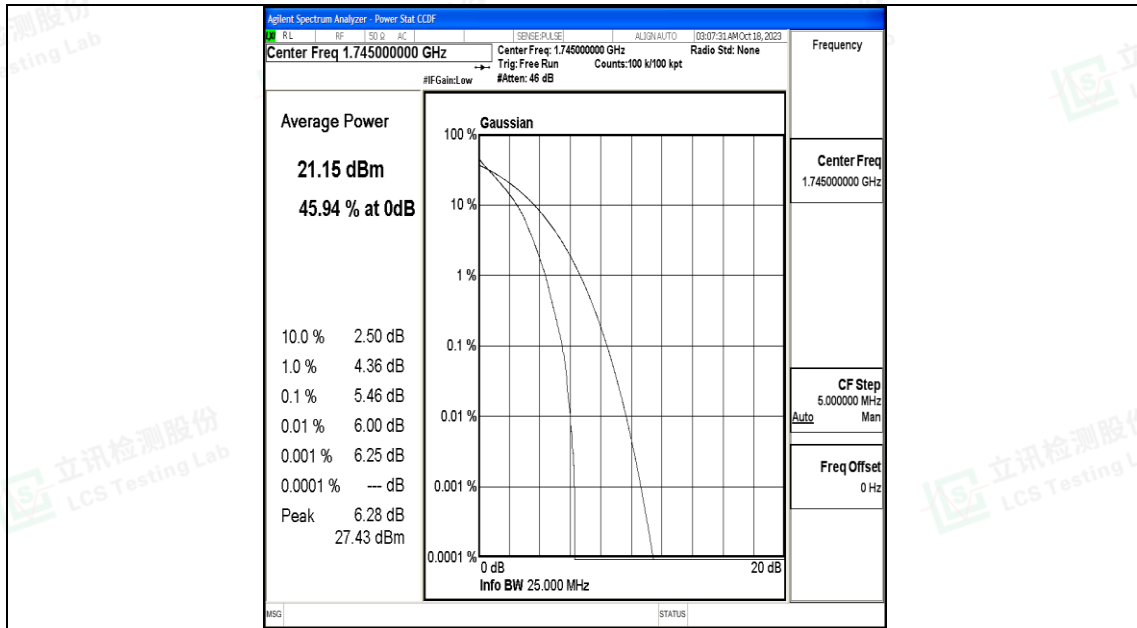 Agilent Spectrum Analyzer - Power Stat CCDF
RL RF 50 Ω AC SENSE:PULSE ALIGN AUTO 03:07:31 AM Oct 18, 2023
Center Freq 1.745000000 GHz
Center Freq: 1.745000000 GHz Radio Std: None
Trig: Free Run Counts:100 k/100 kpt
#IFGain:Low #Atten: 46 dB
Frequency
Average Power
21.15 dBm
45.94 % at 0dB
10.0 % 2.50 dB
1.0 % 4.36 dB
0.1 % 5.46 dB
0.01 % 6.00 dB
0.001 % 6.25 dB
0.0001 % --- dB
Peak 6.28 dB
27.43 dBm
Gaussian
100 %
10 %
1 %
0.1 %
0.01 %
0.001 %
0.0001 %
0 dB 20 dB
Info BW 25.000 MHz
Center Freq
1.745000000 GHz
CF Step
5.000000 MHz
Auto Man
Freq Offset
0 Hz
MSG STATUS
立讯检测股份
LCS Testing Lab
立讯检测股份
LCS Testing L